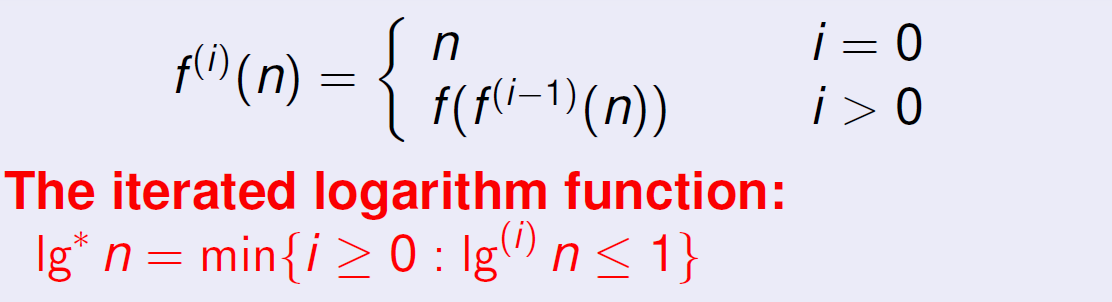 f⁽ⁱ⁾(n) = { n i = 0
f(f⁽ⁱ⁻¹⁾(n)) i > 0
The iterated logarithm function:
lg* n = min{i ≥ 0 : lg⁽ⁱ⁾ n ≤ 1}